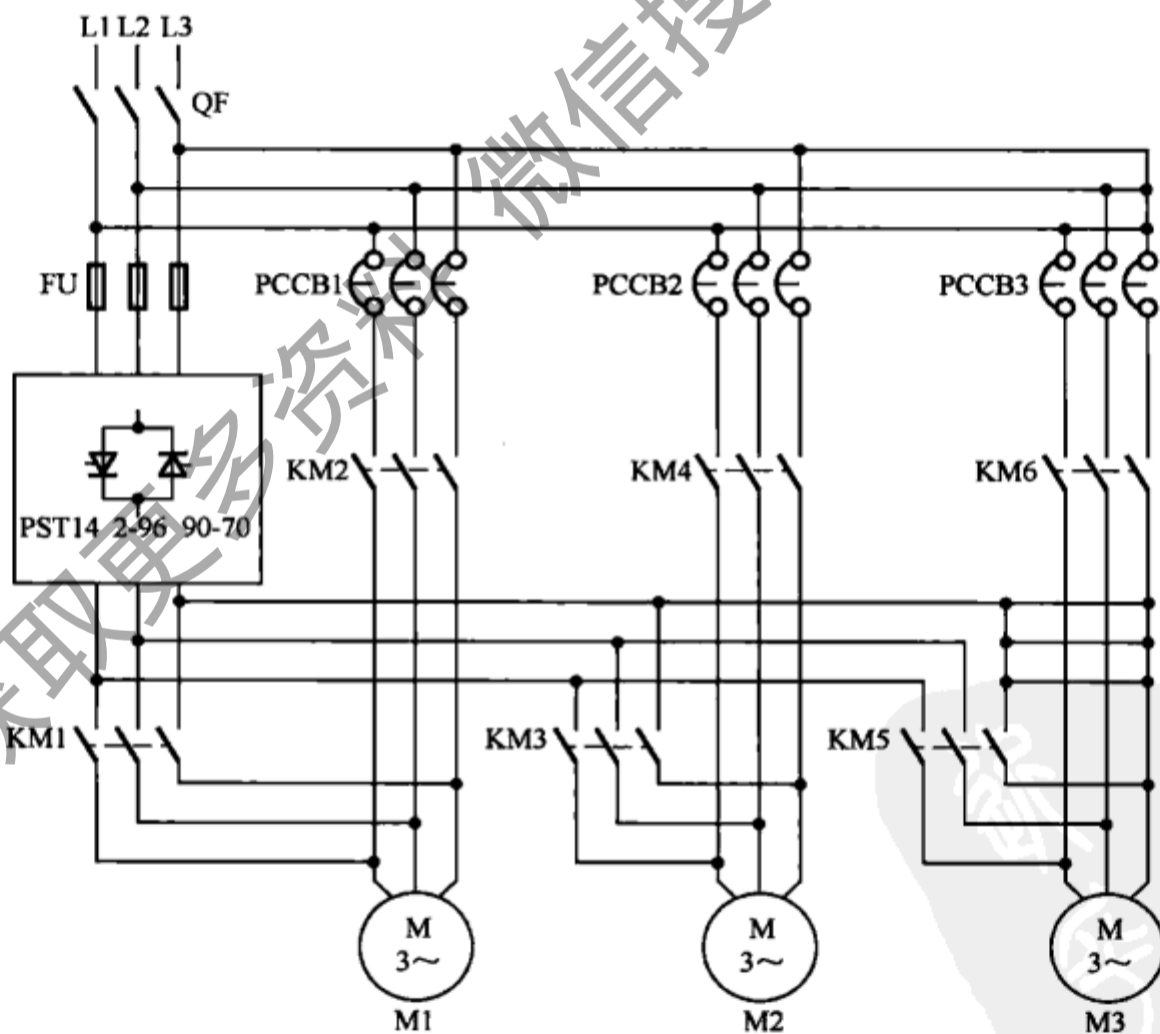 L1 L2 L3
QF
FU
PCCB1
PCCB2
PCCB3
KM2
KM4
KM6
PST14 2-96 90-70
KM1
KM3
KM5
M
3～
M1
M
3～
M2
M
3～
M3
取更多资料 微信搜